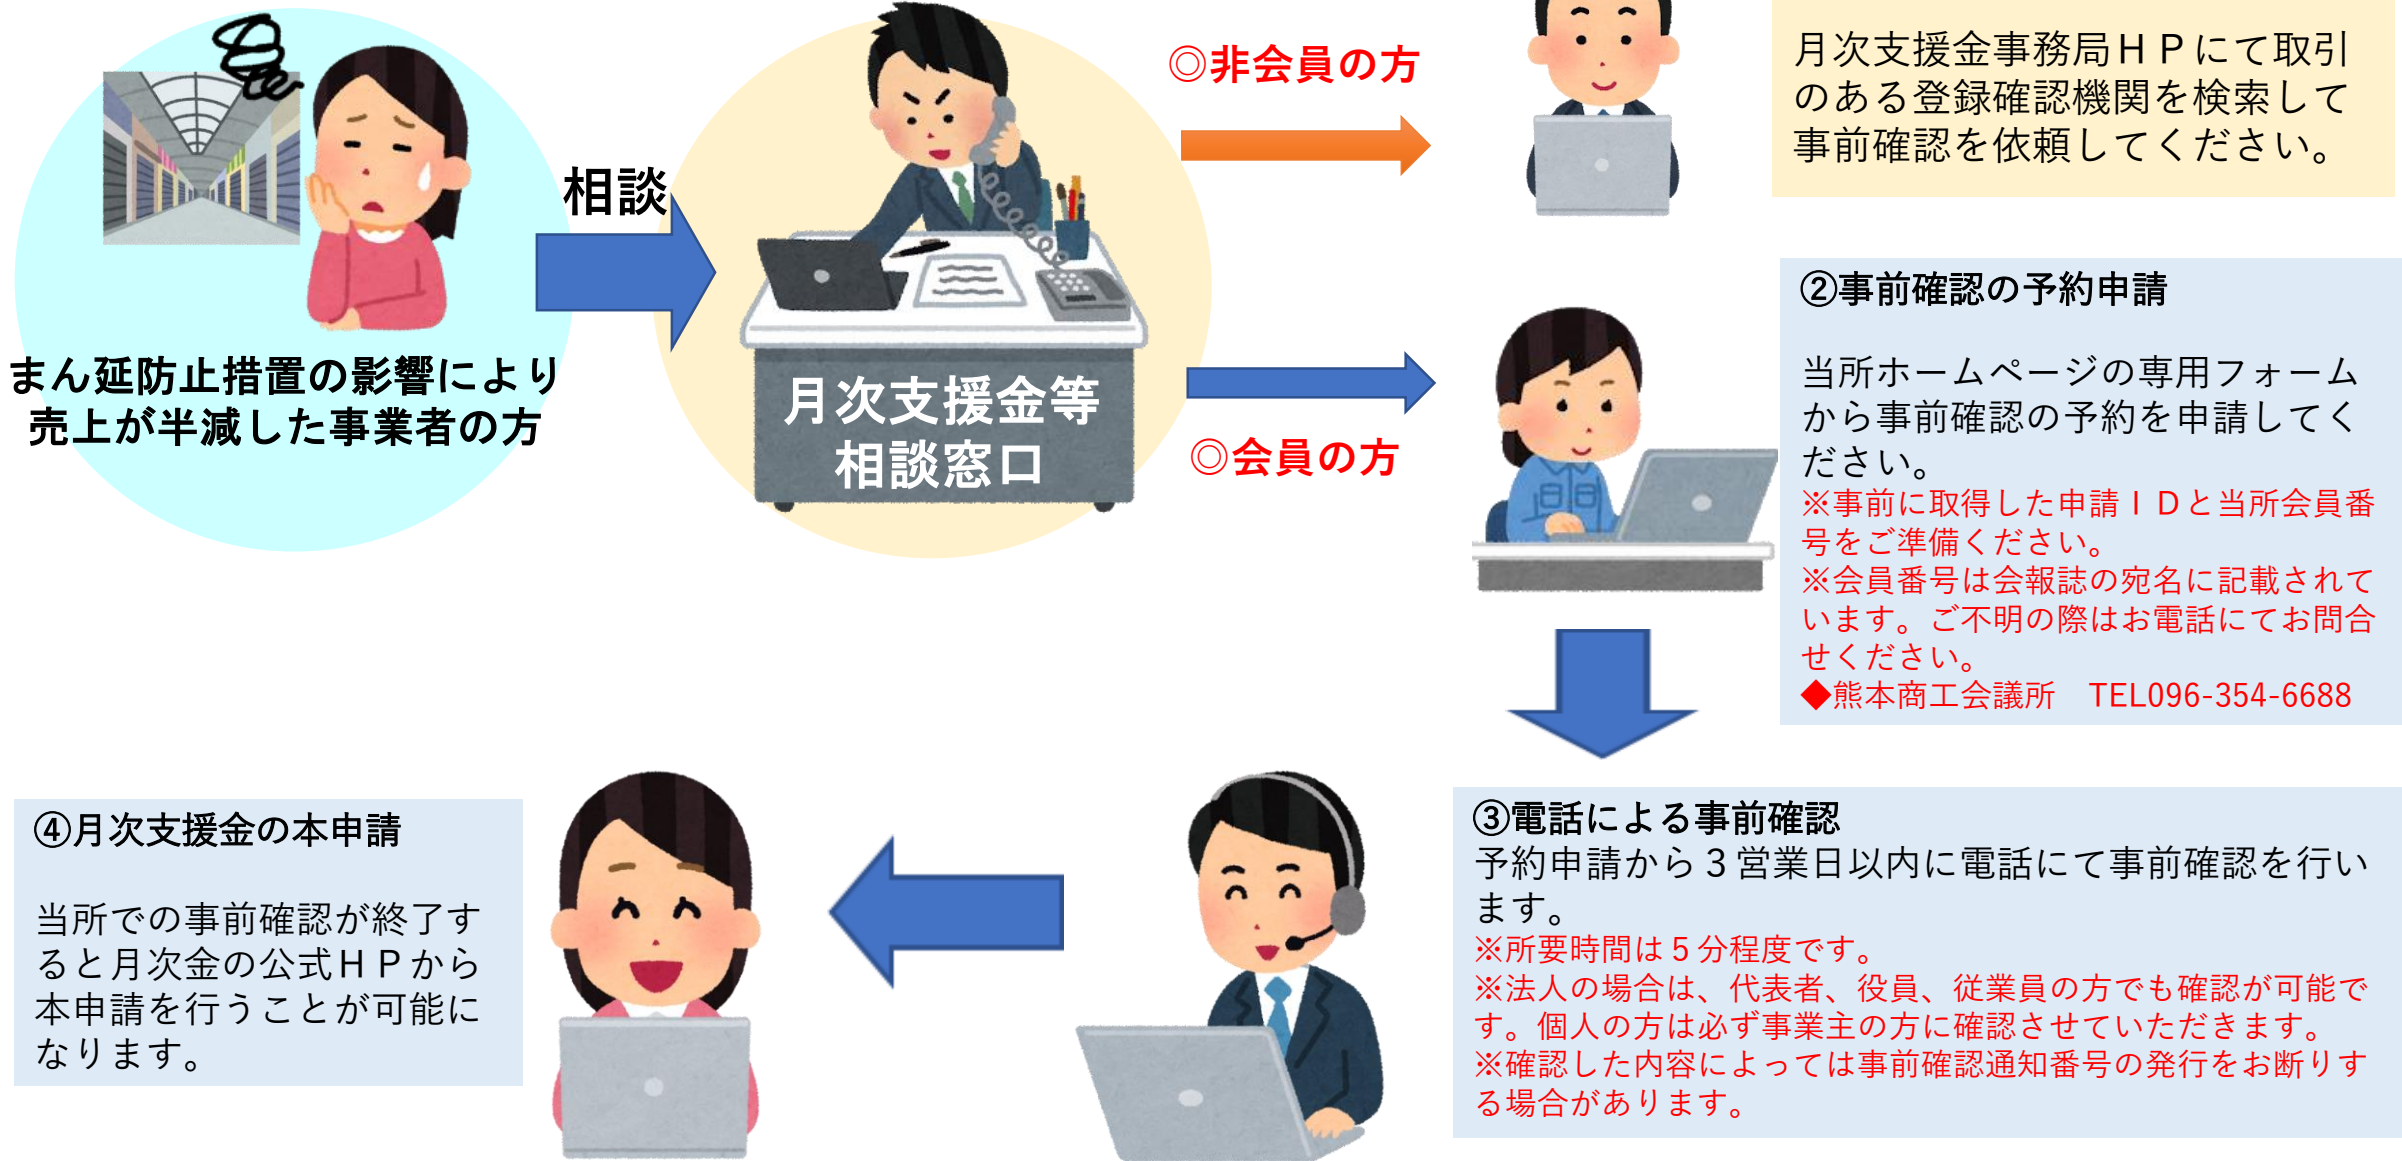 ◎非会員の方
月次支援金事務局ＨＰにて取引
のある登録確認機関を検索して
事前確認を依頼してください。
相談
まん延防止措置の影響により
売上が半減した事業者の方
月次支援金等
相談窓口
◎会員の方
②事前確認の予約申請
当所ホームページの専用フォーム
から事前確認の予約を申請してく
ださい。
※事前に取得した申請ＩＤと当所会員番
号をご準備ください。
※会員番号は会報誌の宛名に記載されて
います。ご不明の際はお電話にてお問合
せください。
◆熊本商工会議所　TEL096-354-6688
③電話による事前確認
予約申請から３営業日以内に電話にて事前確認を行い
ます。
※所要時間は５分程度です。
※法人の場合は、代表者、役員、従業員の方でも確認が可能で
す。個人の方は必ず事業主の方に確認させていただきます。
※確認した内容によっては事前確認通知番号の発行をお断りす
る場合があります。
④月次支援金の本申請
当所での事前確認が終了す
ると月次金の公式ＨＰから
本申請を行うことが可能に
なります。